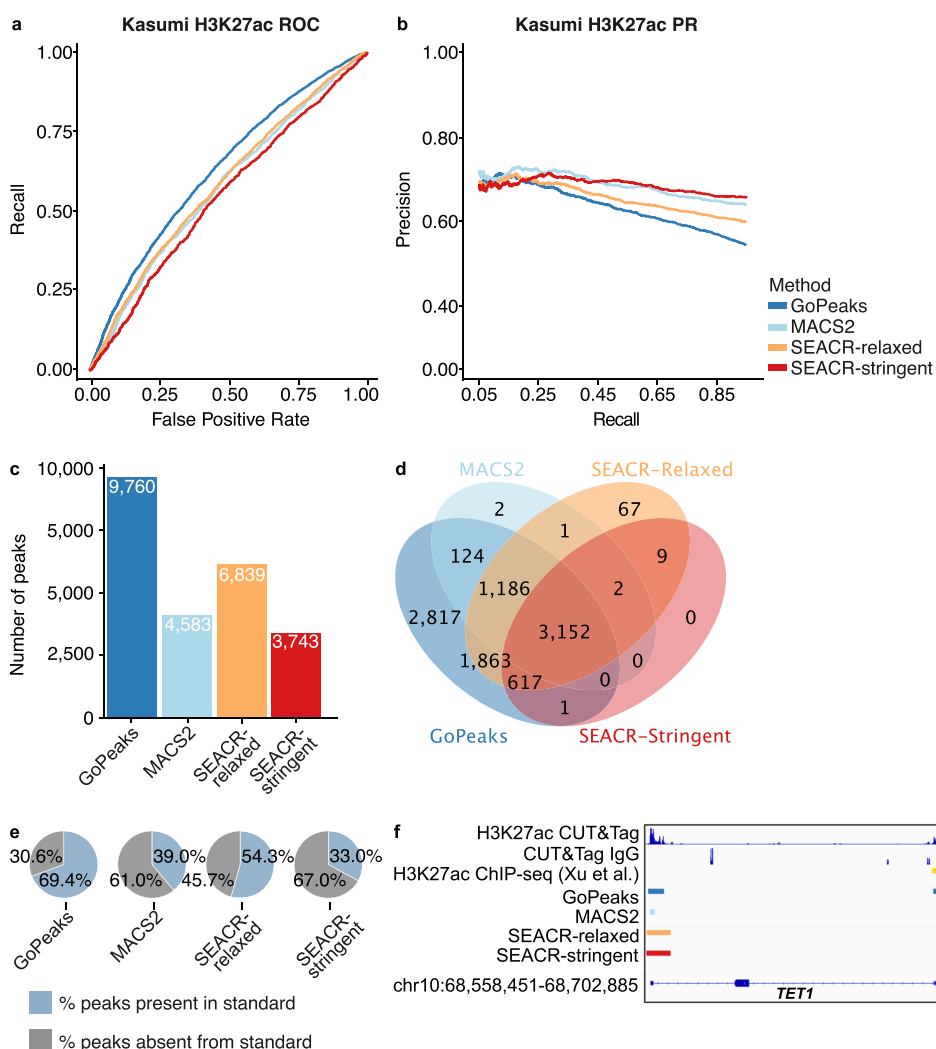 a
Kasumi H3K27ac ROC
1.00
0.75
0.50
0.25
0.00
Recall
0.00 0.25 0.50 0.75 1.00
False Positive Rate
b
Kasumi H3K27ac PR
1.00
0.80
0.60
0.40
0.00
Precision
0.05 0.25 0.45 0.65 0.85
Recall
Method
GoPeaks
MACS2
SEACR-relaxed
SEACR-stringent
c
10,000
5,000
5,000
2,500
0
Number of peaks
9,760
4,583
6,839
3,743
GoPeaks
MACS2
SEACR-
relaxed
SEACR-
stringent
d
MACS2
SEACR-Relaxed
2
67
1
124
9
1,186
2
2,817
3,152
0
1,863
0
617
0
1
GoPeaks
SEACR-Stringent
e
30.6%
69.4%
39.0%
61.0%
54.3%
45.7%
33.0%
67.0%
GoPeaks
MACS2
SEACR-
relaxed
SEACR-
stringent
% peaks present in standard
% peaks absent from standard
f
H3K27ac CUT&Tag
CUT&Tag IgG
H3K27ac ChIP-seq (Xu et al.)
GoPeaks
MACS2
SEACR-relaxed
SEACR-stringent
chr10:68,558,451-68,702,885
TET1